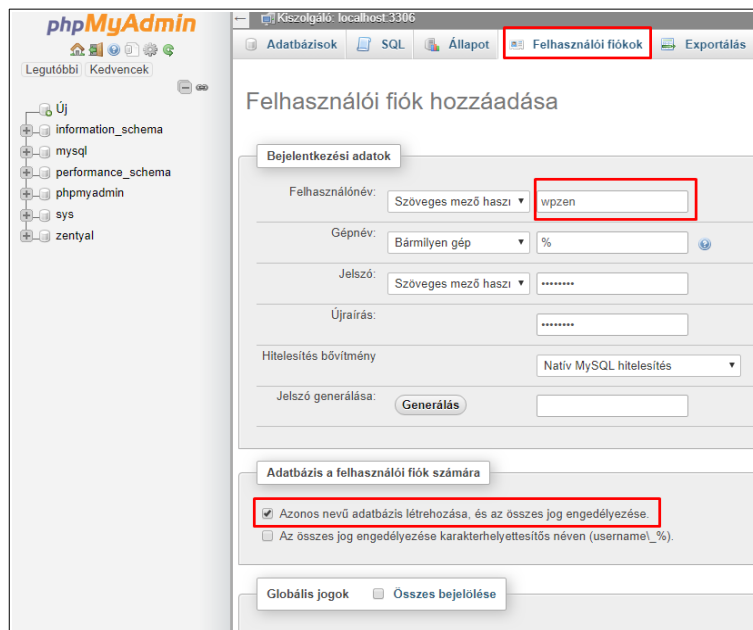 phpMyAdmin
Legutóbbi Kedvencek
Új
information_schema
mysql
performance_schema
phpmyadmin
sys
zentyal
Kiszolgáló: localhost:3306
Adatbázisok SQL Állapot Felhasználói fiókok Exportálás
Felhasználói fiók hozzáadása
Bejelentkezési adatok
Felhasználónév: Szöveges mező haszı wpzen
Gépnév: Bármilyen gép %
Jelszó: Szöveges mező haszı ••••••••
Újraírás: ••••••••
Hitelesítés bővítmény Natív MySQL hitelesítés
Jelszó generálása: Generálás
Adatbázis a felhasználói fiók számára
Azonos nevű adatbázis létrehozása, és az összes jog engedélyezése.
Az összes jog engedélyezése karakterhelyettesítős néven (username\_%).
Globális jogok Összes bejelölése